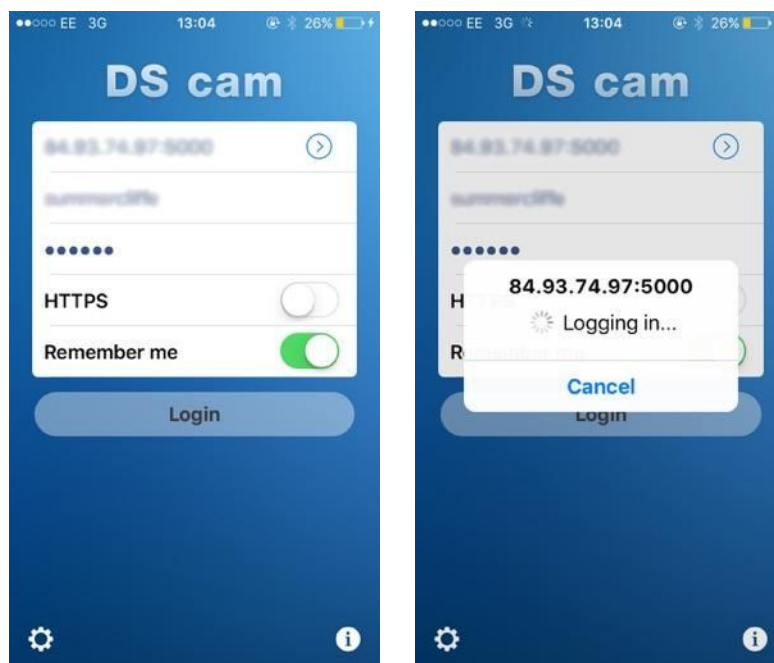 EE 3G 13:04 26%
DS cam
84.93.74.97:5000
HTTPS
Remember me
Login
EE 3G 13:04 26%
DS cam
84.93.74.97:5000
84.93.74.97:5000
Logging in...
Cancel
Login